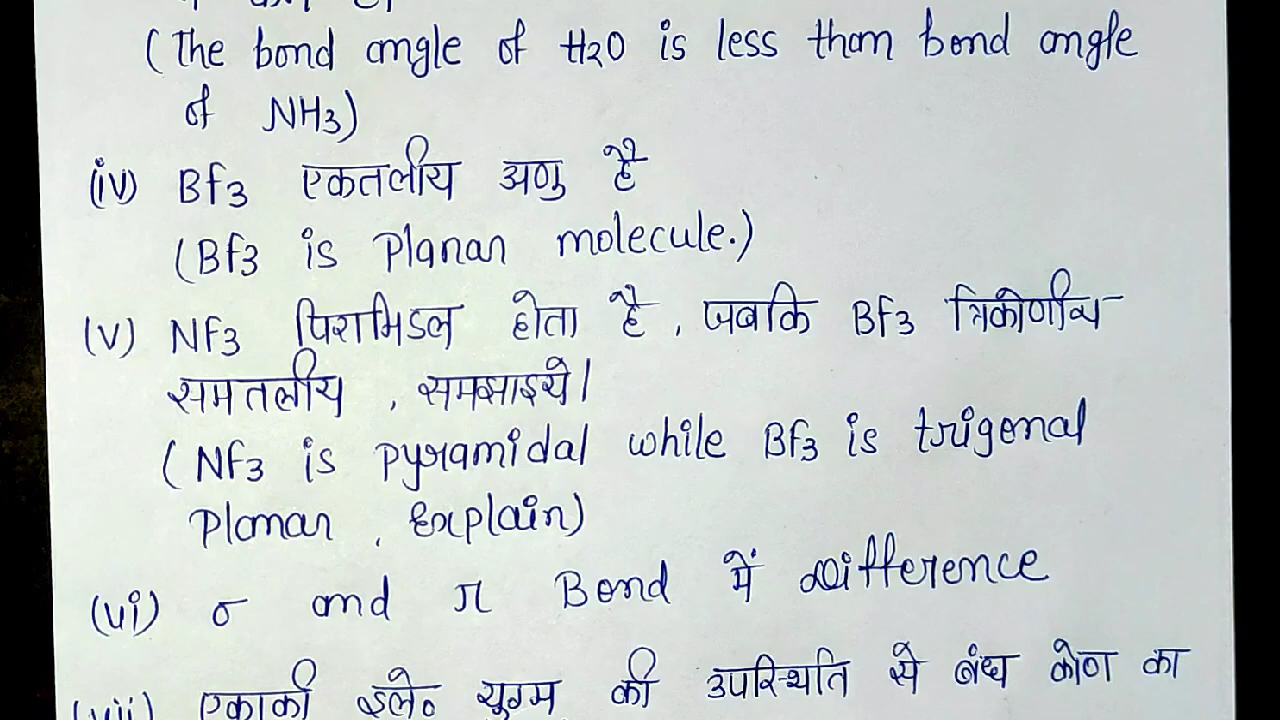 (The bond angle of H2O is less than bond angle
of NH3)
(iv) Bf3 एकतलीय अणु है
(Bf3 is Planar molecule.)
(v) NF3 पिरामिडल होता है, जबकि Bf3 त्रिकोणीय
समतलीय, समझाइये।
(NF3 is pyramidal while Bf3 is trigonal
Planar, Explain)
(vi) σ and π Bond में Difference
(vii) एकाकी इले० युग्म की उपस्थिति से बंध कोण का